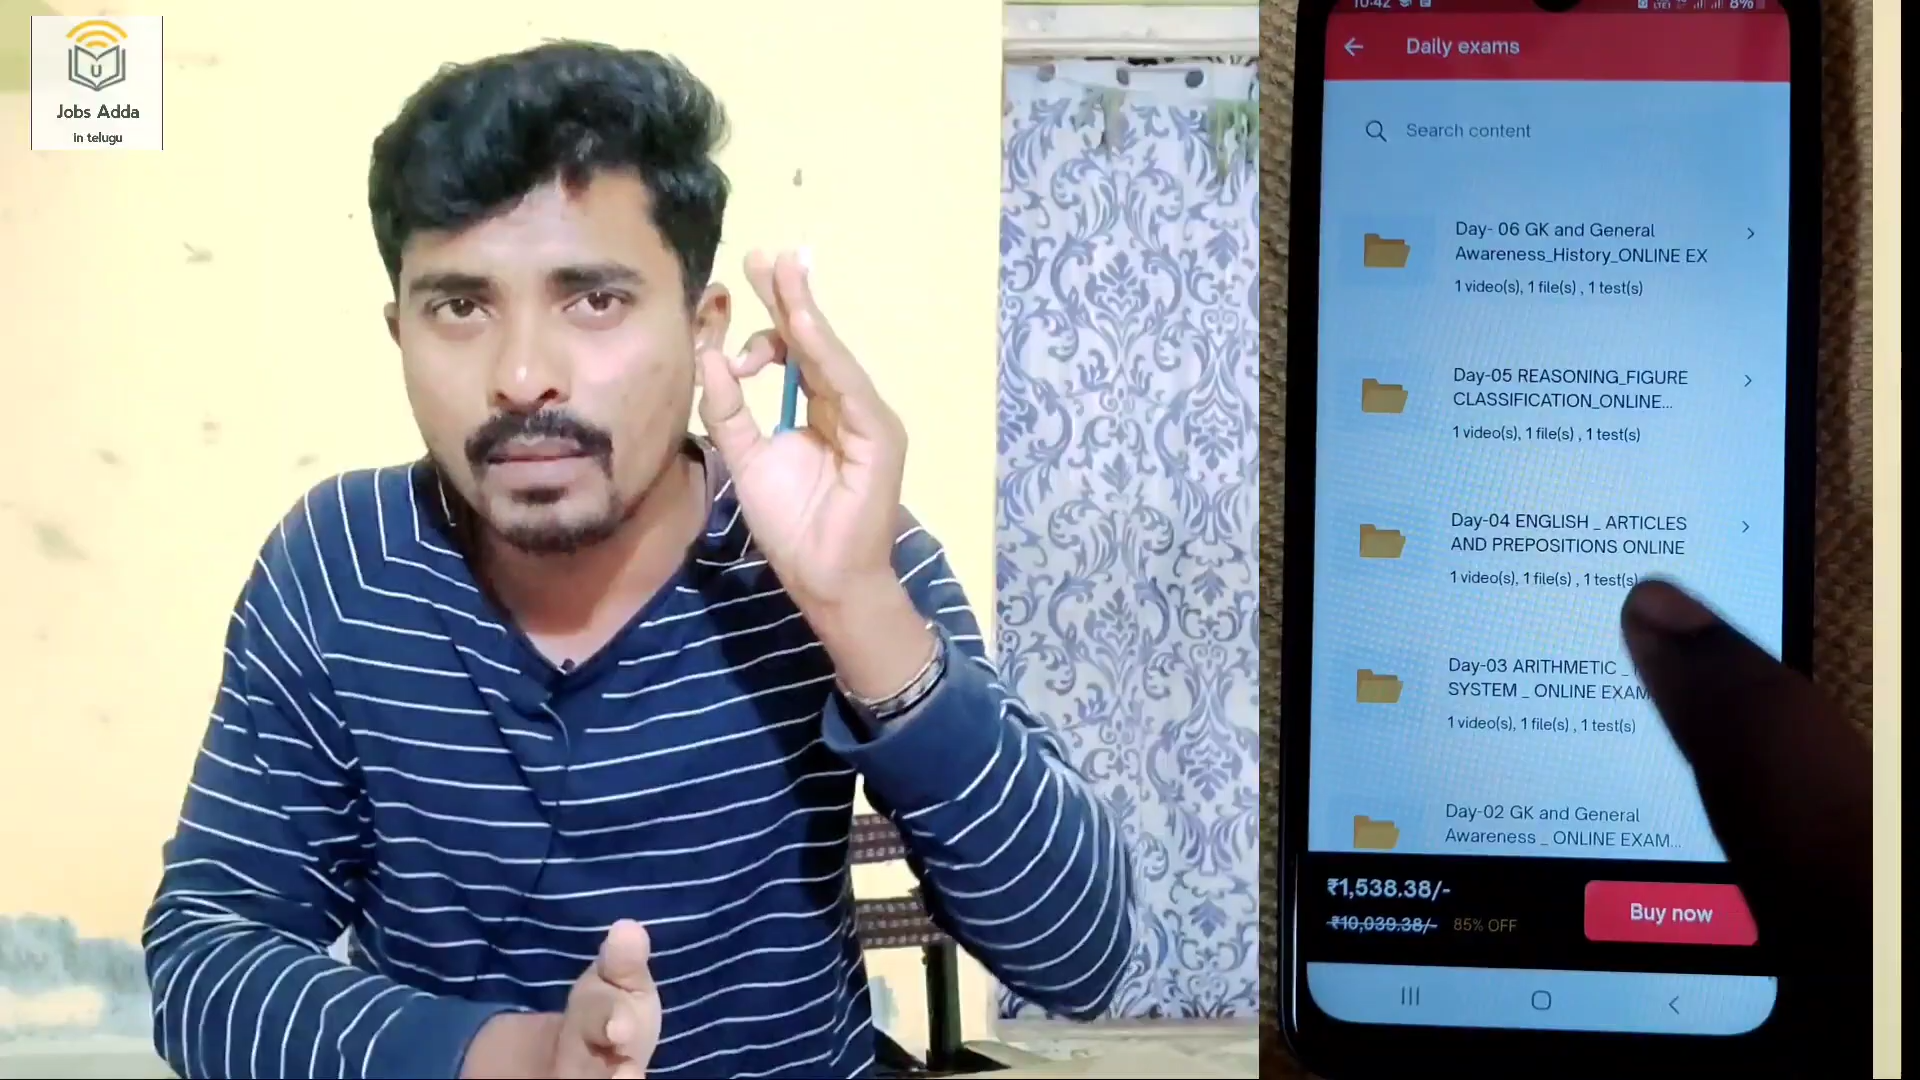 Jobs Adda
in telugu
10:42
8%
Daily exams
Search content
Day- 06 GK and General
Awareness_History_ONLINE EX
1 video(s), 1 file(s) , 1 test(s)
Day-05 REASONING_FIGURE
CLASSIFICATION_ONLINE...
1 video(s), 1 file(s) , 1 test(s)
Day-04 ENGLISH _ ARTICLES
AND PREPOSITIONS ONLINE
1 video(s), 1 file(s) , 1 test(s)
Day-03 ARITHMETIC _
SYSTEM _ ONLINE EXAM
1 video(s), 1 file(s) , 1 test(s)
Day-02 GK and General
Awareness _ ONLINE EXAM...
₹1,538.38/-
₹10,039.38/- 85% OFF
Buy now